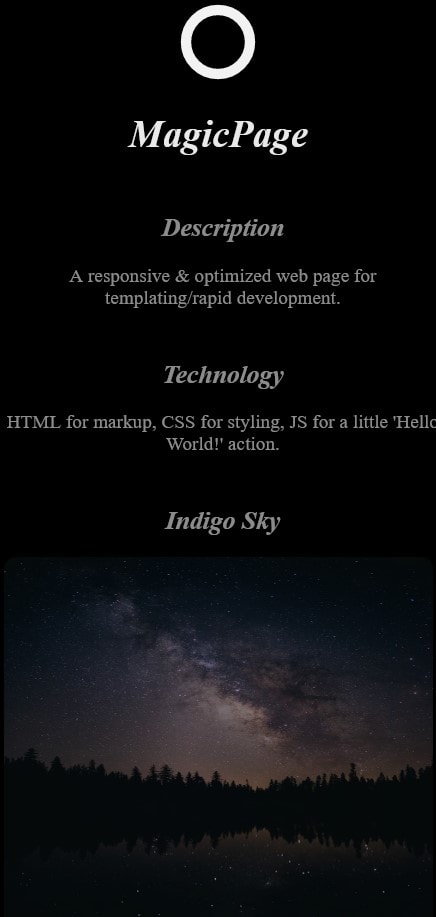 MagicPage
Description
A responsive & optimized web page for
templating/rapid development.
Technology
HTML for markup, CSS for styling, JS for a little 'Hello
World!' action.
Indigo Sky